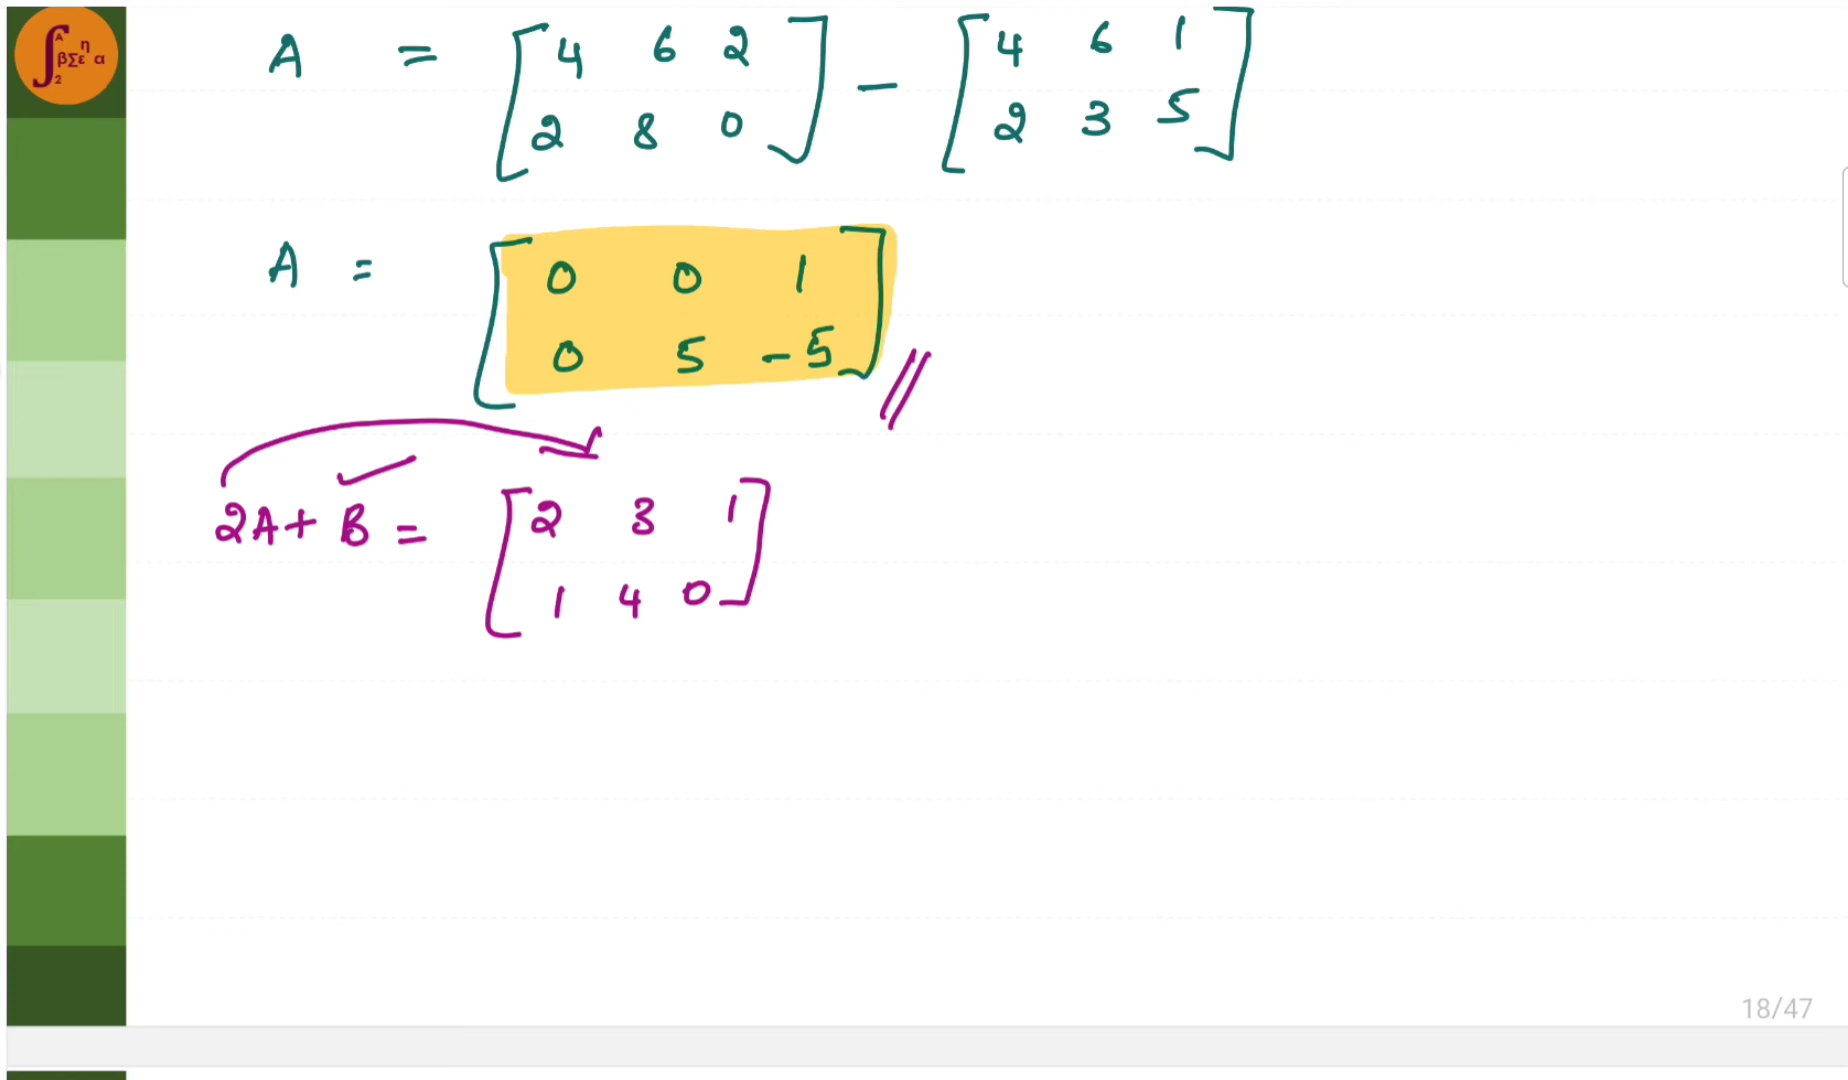 A = [4 6 2] - [4 6 1]
[2 8 0] [2 3 5]
A = [0 0 1]
[0 5 -5] //
2A + B = [2 3 1]
[1 4 0]
18/47